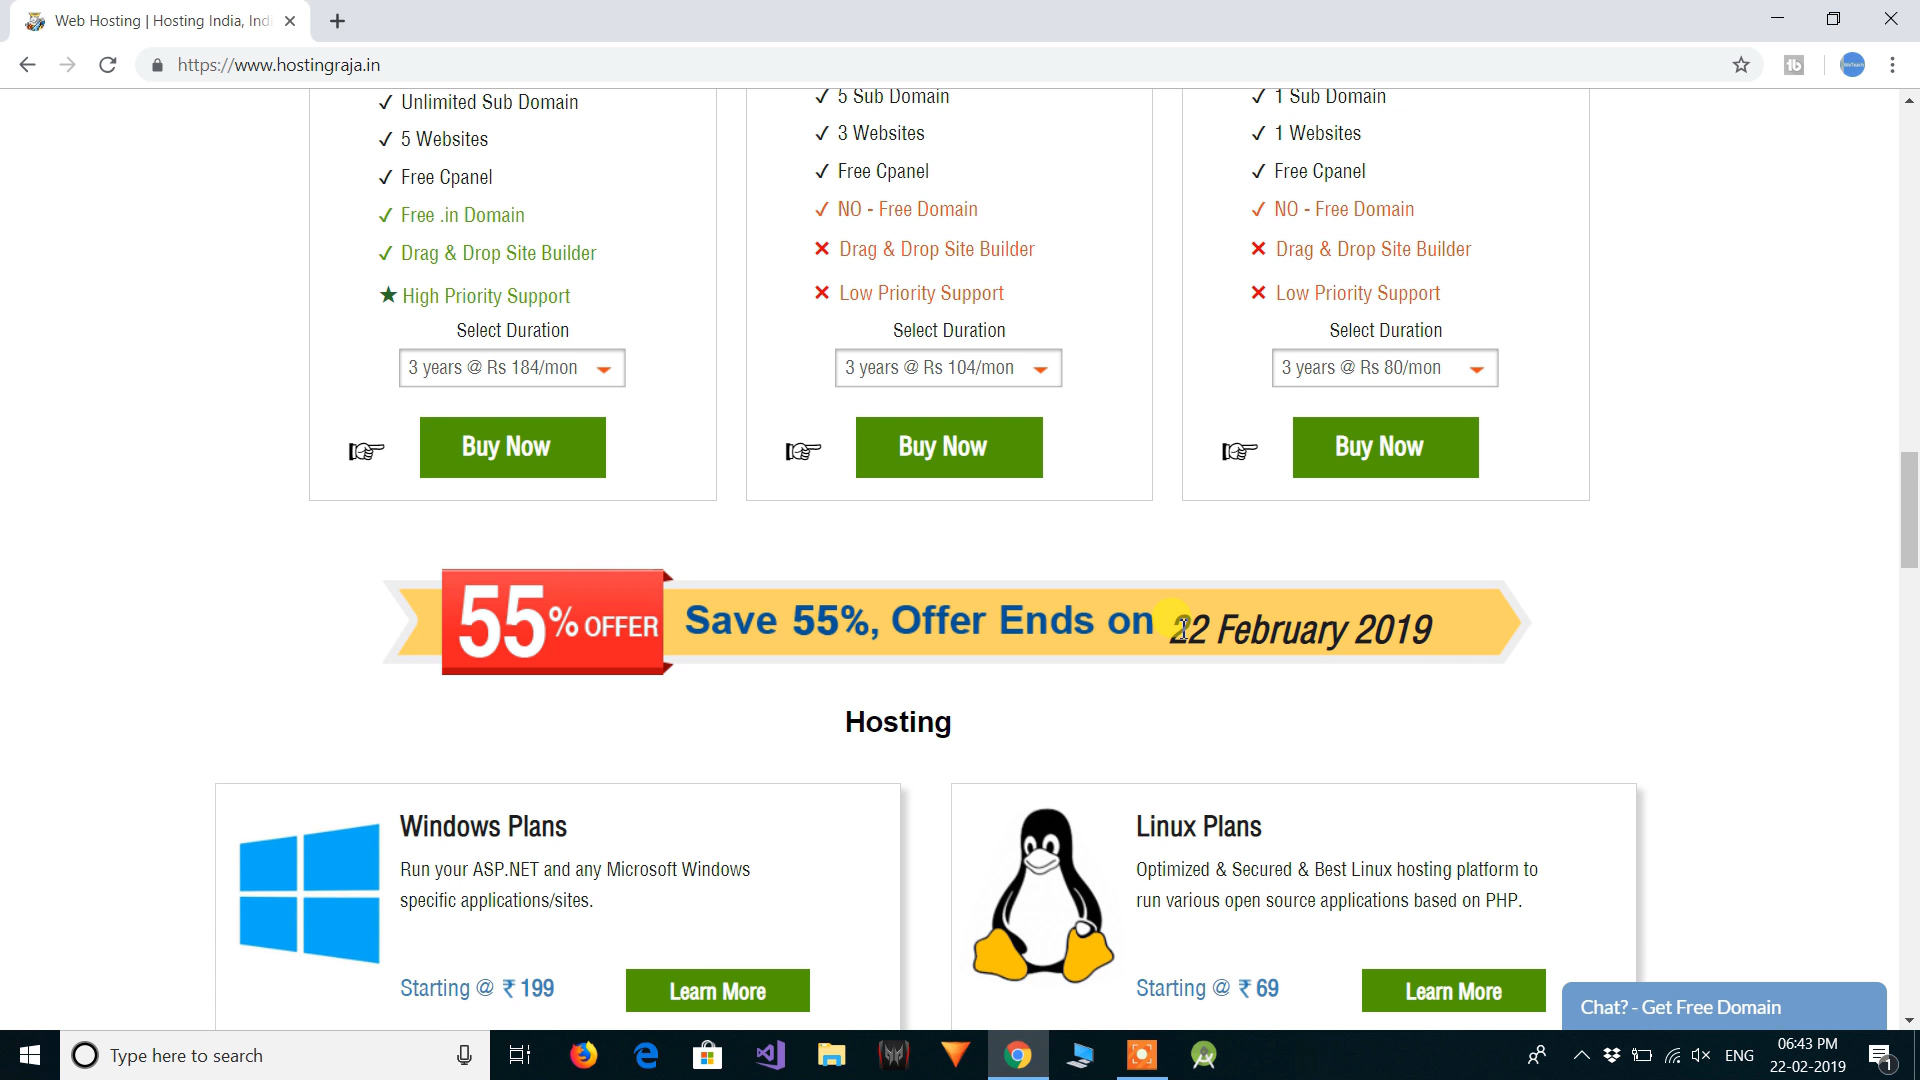 Web Hosting | Hosting India, Indi
https://www.hostingraja.in
✓ Unlimited Sub Domain
✓ 5 Websites
✓ Free Cpanel
✓ Free .in Domain
✓ Drag & Drop Site Builder
★ High Priority Support
Select Duration
3 years @ Rs 184/mon
Buy Now
✓ 5 Sub Domain
✓ 3 Websites
✓ Free Cpanel
✓ NO - Free Domain
✕ Drag & Drop Site Builder
✕ Low Priority Support
Select Duration
3 years @ Rs 104/mon
Buy Now
✓ 1 Sub Domain
✓ 1 Websites
✓ Free Cpanel
✓ NO - Free Domain
✕ Drag & Drop Site Builder
✕ Low Priority Support
Select Duration
3 years @ Rs 80/mon
Buy Now
55% OFFER Save 55%, Offer Ends on 22 February 2019
Hosting
Windows Plans
Run your ASP.NET and any Microsoft Windows
specific applications/sites.
Starting @ ₹ 199 Learn More
Linux Plans
Optimized & Secured & Best Linux hosting platform to
run various open source applications based on PHP.
Starting @ ₹ 69 Learn More
Chat? - Get Free Domain
Type here to search
ENG
06:43 PM
22-02-2019
1